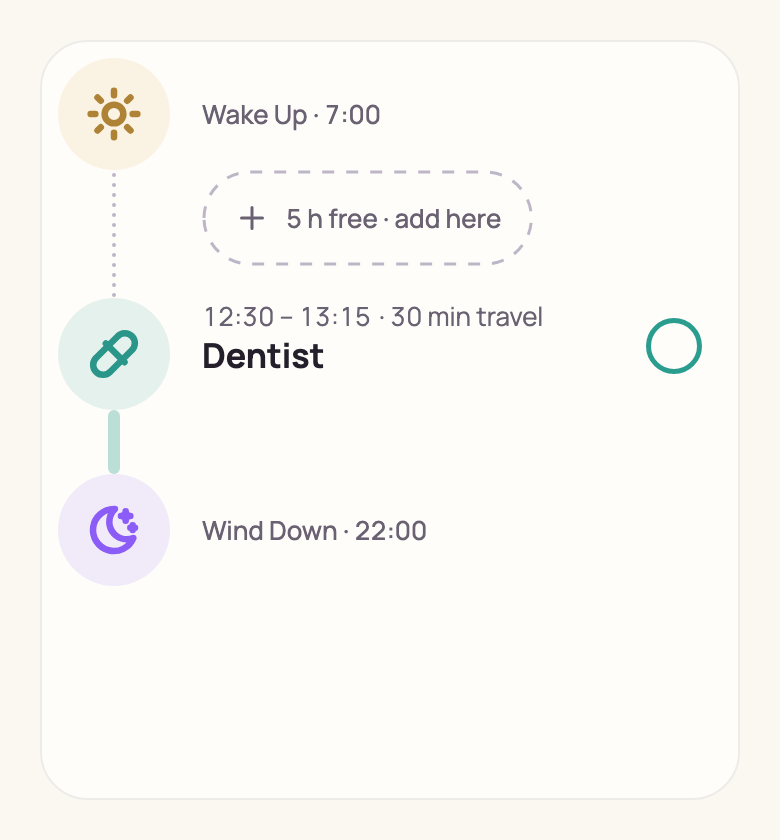 Wake Up · 7:00
+ 5 h free · add here
12:30 – 13:15 · 30 min travel
Dentist
Wind Down · 22:00